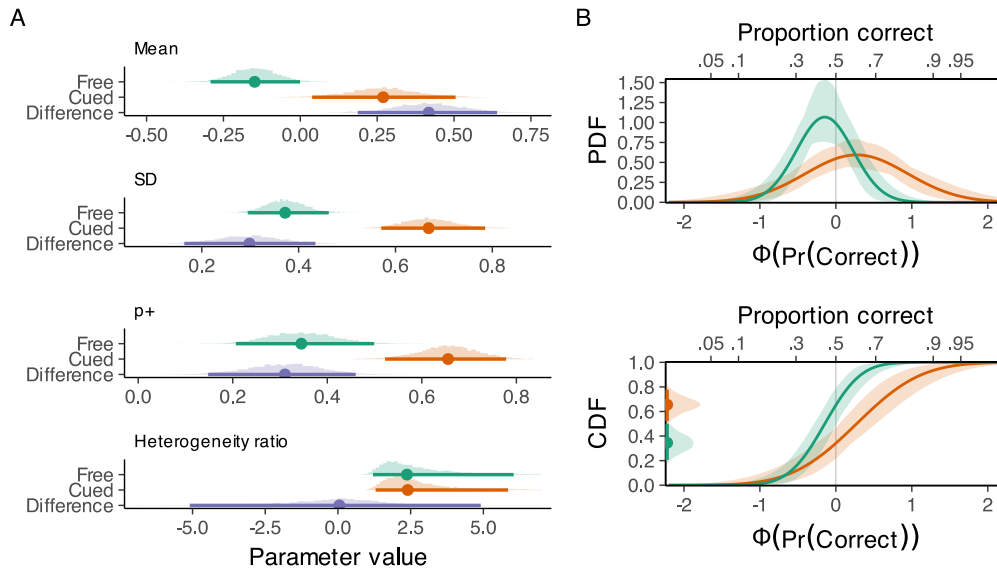 A
Mean
Free
Cued
Difference
-0.50 -0.25 0.00 0.25 0.50 0.75
SD
Free
Cued
Difference
0.2 0.4 0.6 0.8
p+
Free
Cued
Difference
0.0 0.2 0.4 0.6 0.8
Heterogeneity ratio
Free
Cued
Difference
-5.0 -2.5 0.0 2.5 5.0
Parameter value
B
Proportion correct
.05 .1 .3 .5 .7 .9 .95
PDF
1.50
1.25
1.00
0.75
0.50
0.25
0.00
-2 -1 0 1 2
Φ(Pr(Correct))
Proportion correct
.05 .1 .3 .5 .7 .9 .95
CDF
1.0
0.8
0.6
0.4
0.2
0.0
-2 -1 0 1 2
Φ(Pr(Correct))